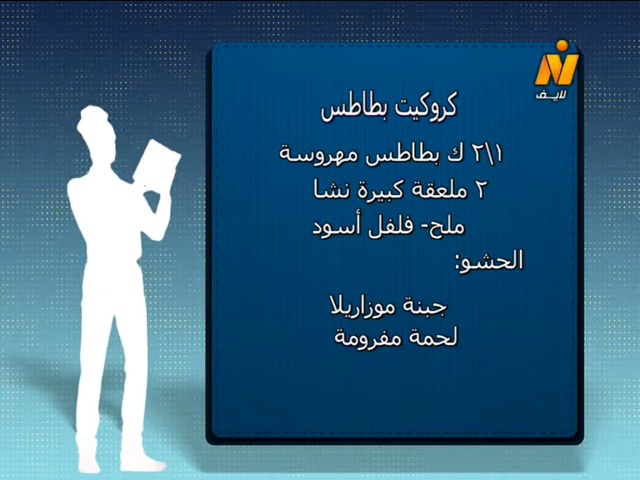 لايف
كروكيت بطاطس
١\٢ ك بطاطس مهروسة
٢ ملعقة كبيرة نشا
ملح- فلفل أسود
الحشو:
جبنة موزاريلا
لحمة مفرومة